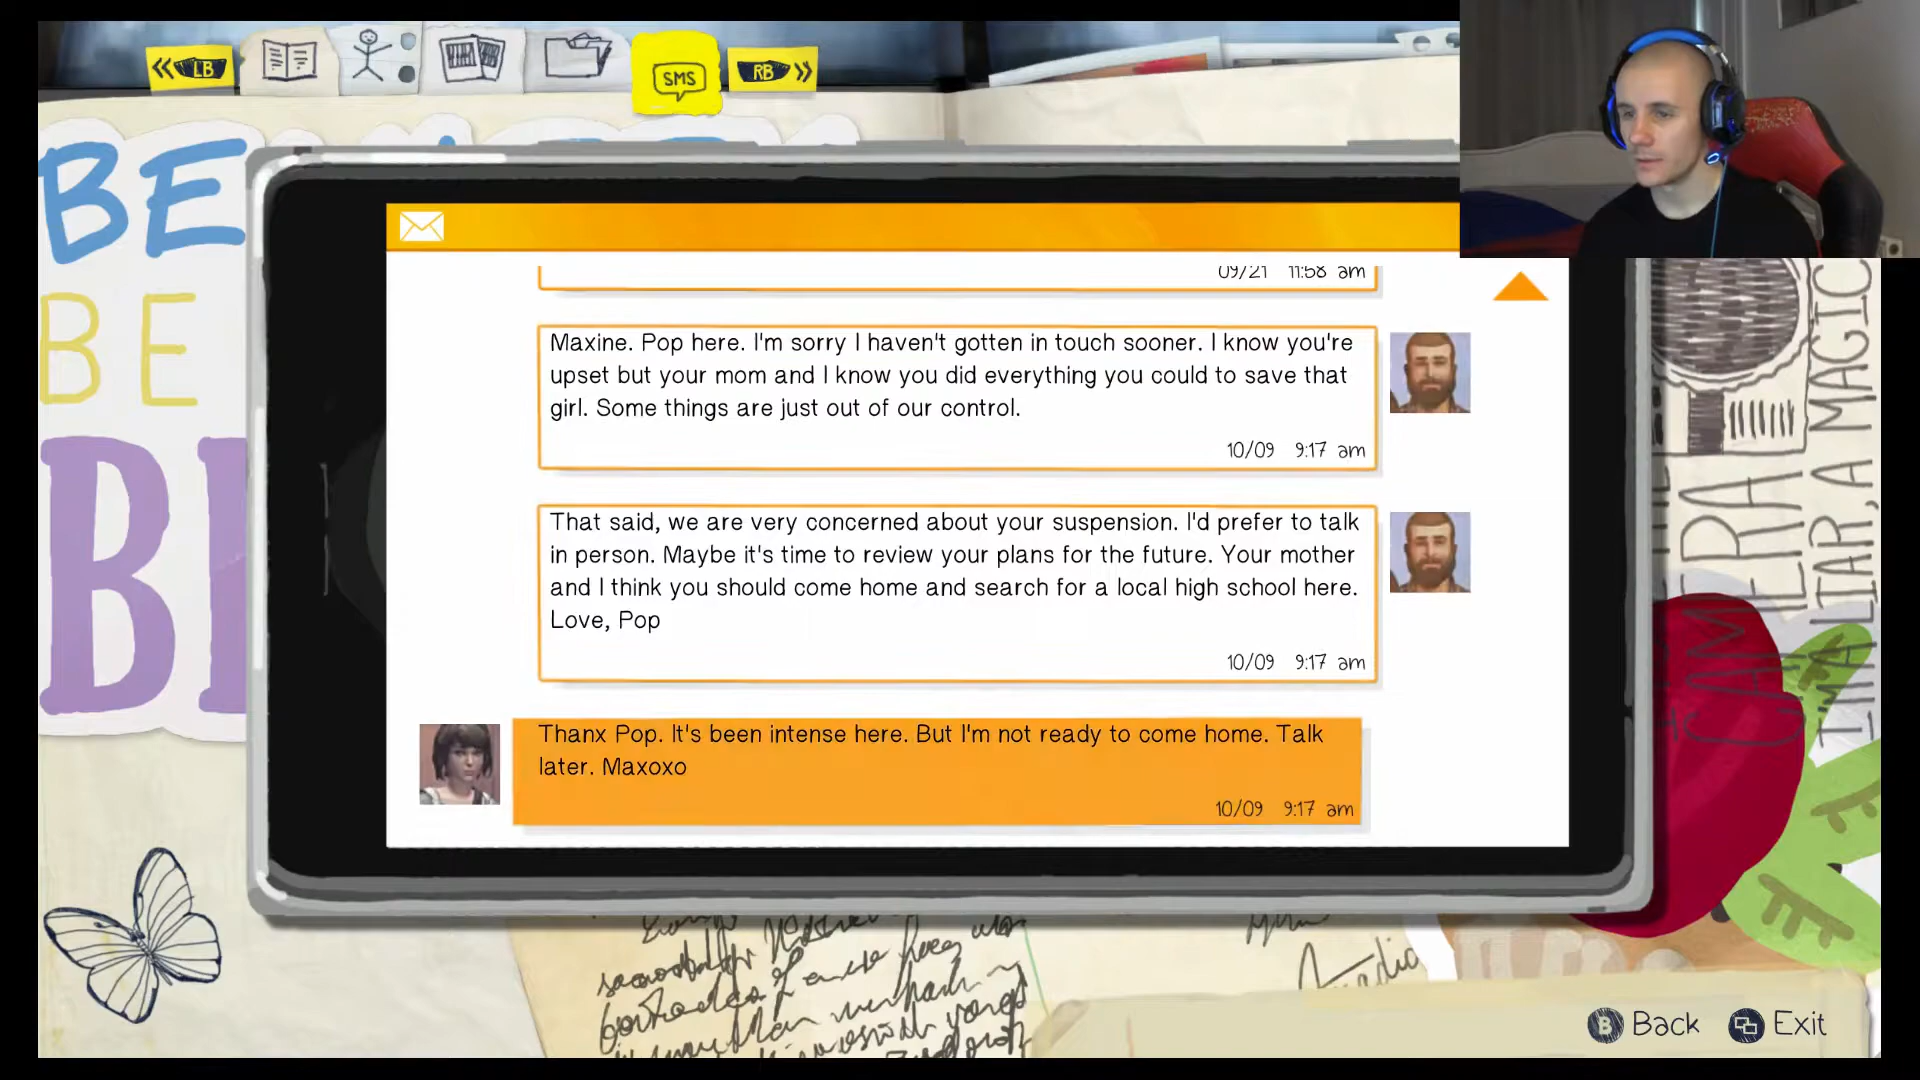 LB
SMS
RB
BE
BE
BE
09/21 11:58 am
Maxine. Pop here. I'm sorry I haven't gotten in touch sooner. I know you're
upset but your mom and I know you did everything you could to save that
girl. Some things are just out of our control.
10/09 9:17 am
That said, we are very concerned about your suspension. I'd prefer to talk
in person. Maybe it's time to review your plans for the future. Your mother
and I think you should come home and search for a local high school here.
Love, Pop
10/09 9:17 am
Thanx Pop. It's been intense here. But I'm not ready to come home. Talk
later. Maxoxo
10/09 9:17 am
CAMERA
I'M A LIAR, A MAGIC
B Back
Exit